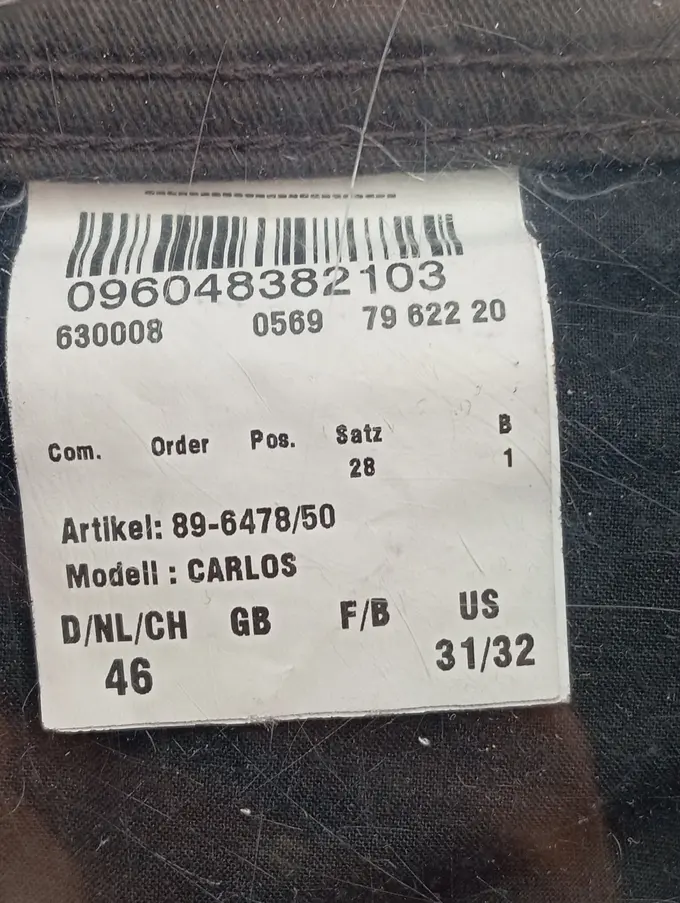 096048382103
630008 0569 79 622 20
Com. Order Pos. Satz B
28 1
Artikel: 89-6478/50
Modell : CARLOS
D/NL/CH GB F/B US
46 31/32